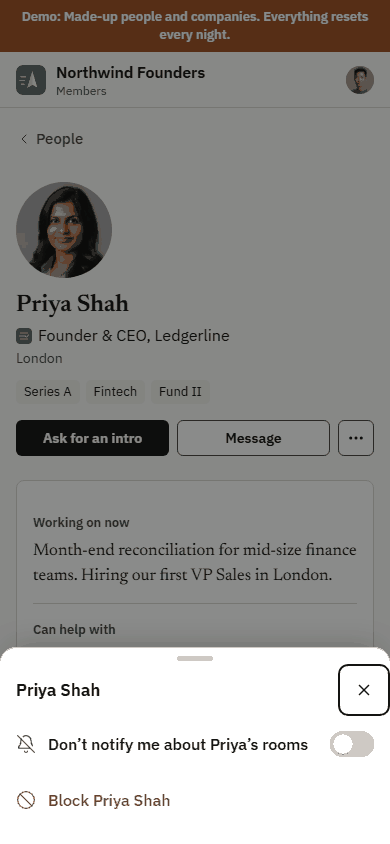 Demo: Made-up people and companies. Everything resets
every night.
Northwind Founders
Members
People
Priya Shah
Founder & CEO, Ledgerline
London
Series A Fintech Fund II
Ask for an intro Message
Working on now
Month-end reconciliation for mid-size finance
teams. Hiring our first VP Sales in London.
Can help with
Priya Shah
Don’t notify me about Priya’s rooms
Block Priya Shah